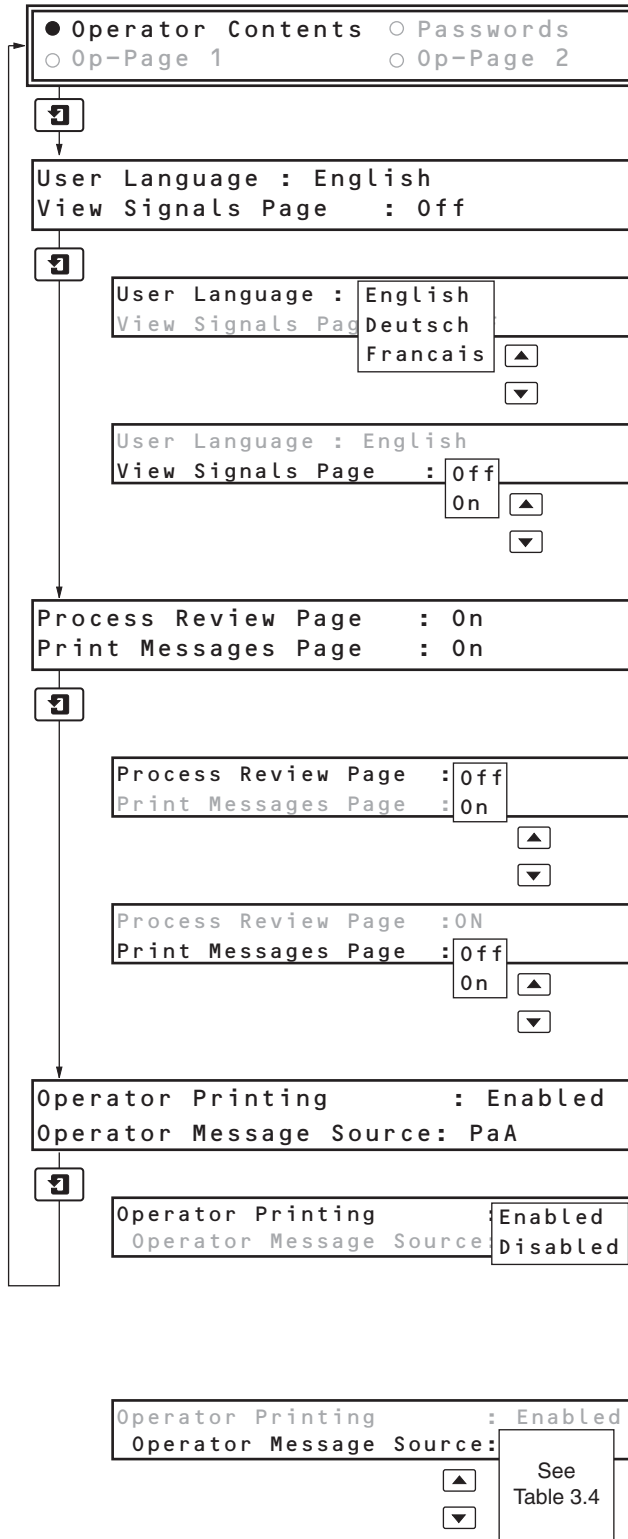 ● Operator Contents ○ Passwords
○ Op-Page 1 ○ Op-Page 2
User Language : English
View Signals Page : Off
User Language : English
View Signals Pag Deutsch
Francais
User Language : English
View Signals Page : Off
On
Process Review Page : On
Print Messages Page : On
Process Review Page : Off
Print Messages Page : On
Process Review Page :ON
Print Messages Page : Off
On
Operator Printing : Enabled
Operator Message Source: PaA
Operator Printing : Enabled
Operator Message Source: Disabled
Operator Printing : Enabled
Operator Message Source:
See
Table 3.4